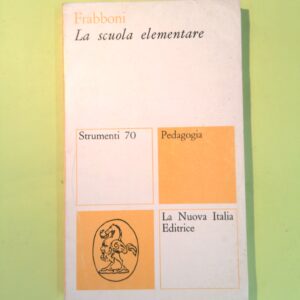 Frabboni
La scuola elementare
Strumenti 70
Pedagogia
La Nuova Italia
Editrice